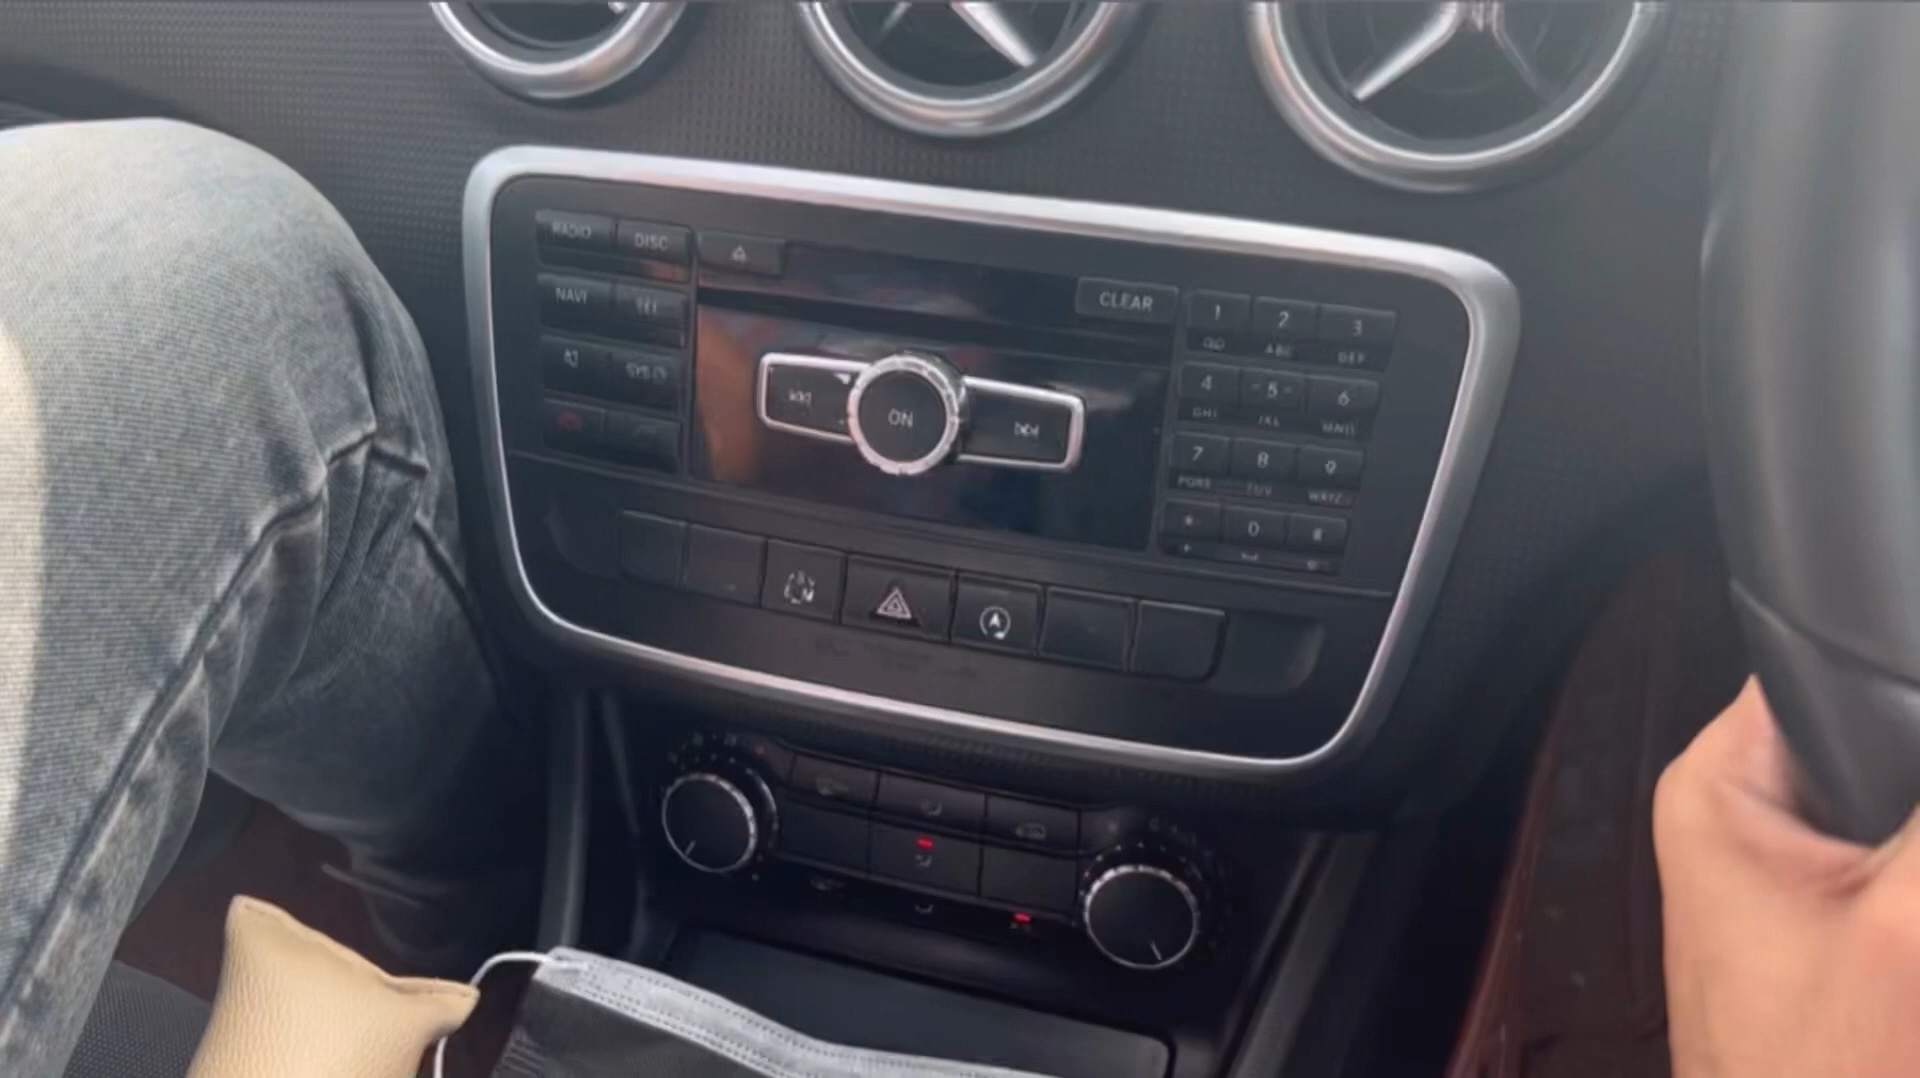 RADIO DISC
CLEAR
NAVI TEL
1 2 3
ABC DEF
SYS
4 5 6
GHI JKL MNO
ON
7 8 9
PQRS TUV WXYZ
* 0 #
A